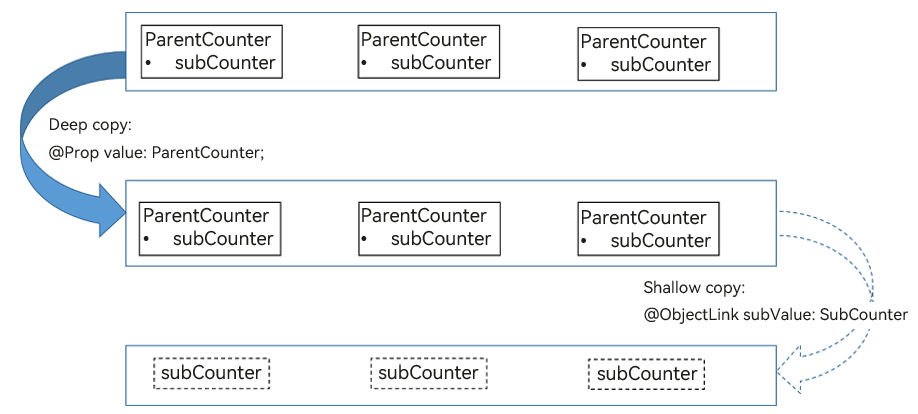 ParentCounter
• subCounter
ParentCounter
• subCounter
ParentCounter
• subCounter
Deep copy:
@Prop value: ParentCounter;
ParentCounter
• subCounter
ParentCounter
• subCounter
ParentCounter
• subCounter
Shallow copy:
@ObjectLink subValue: SubCounter
subCounter
subCounter
subCounter